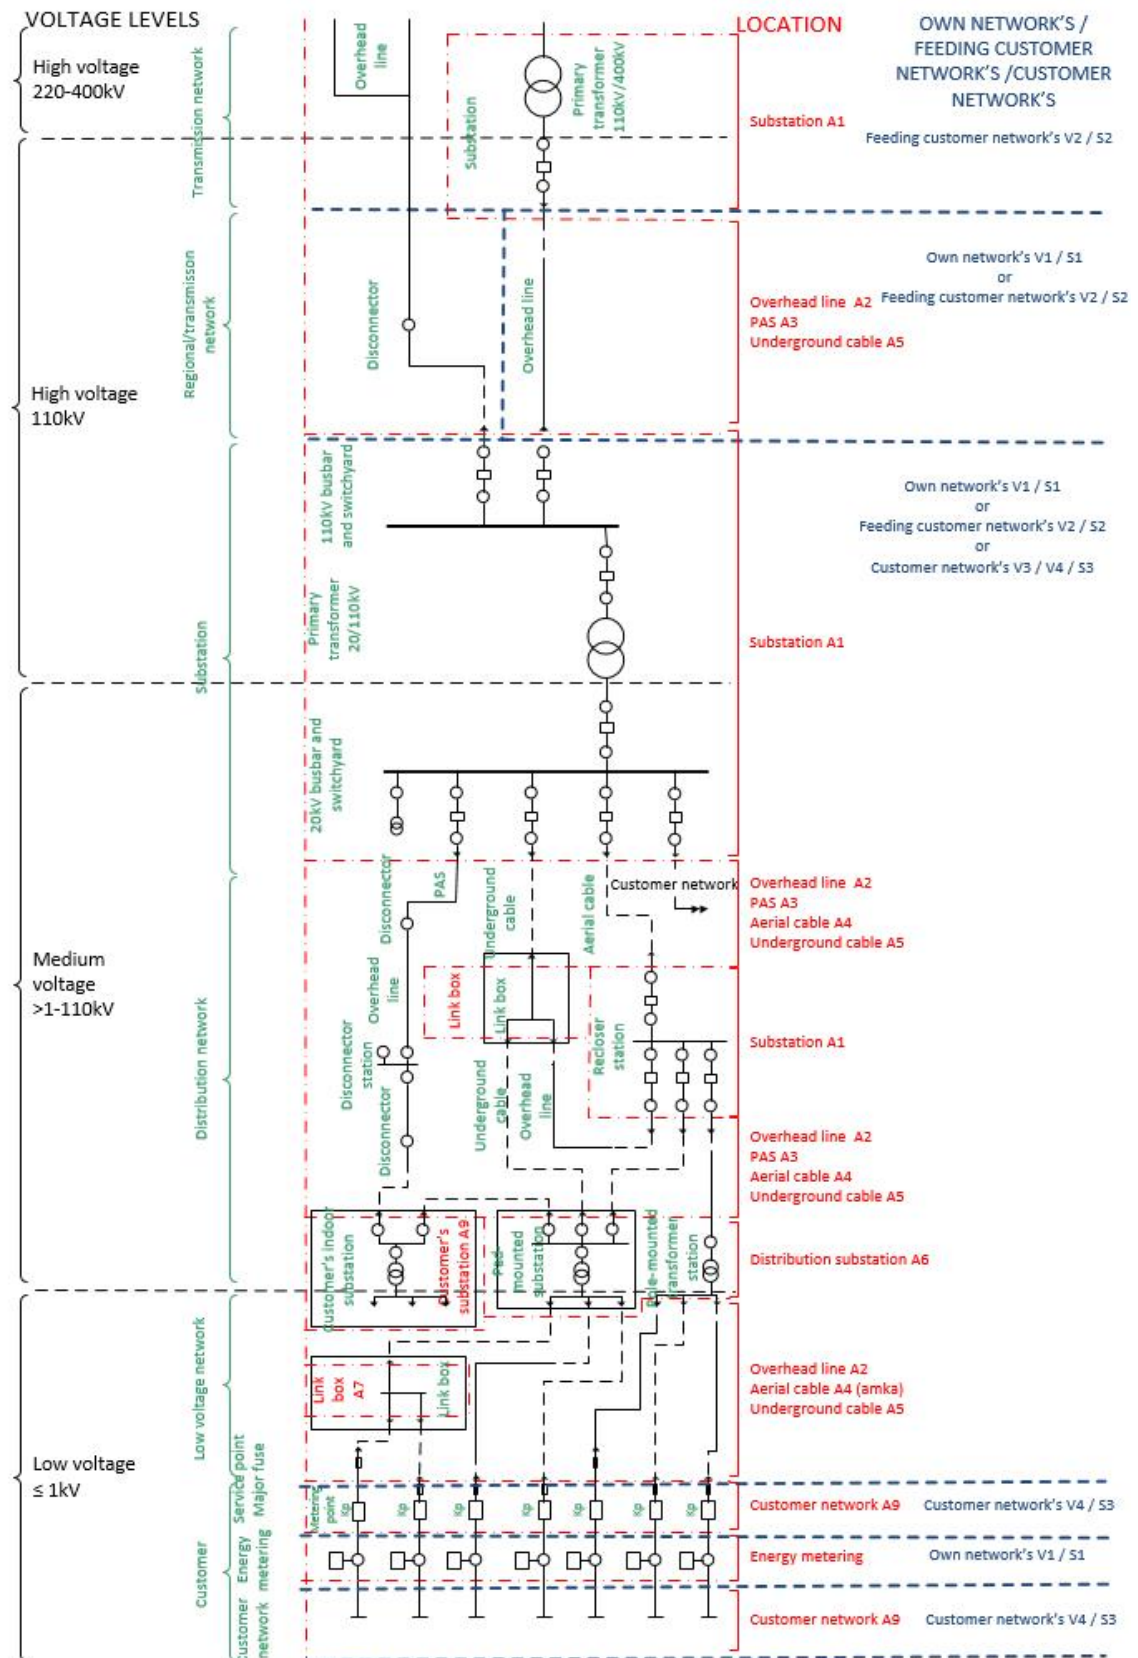 VOLTAGE LEVELS
LOCATION
OWN NETWORK'S /
FEEDING CUSTOMER
NETWORK'S /CUSTOMER
NETWORK'S
High voltage
220-400kV
Transmission network
Overhead
line
Substation
Primary
transformer
110kV/400kV
Substation A1
Feeding customer network's V2 / S2
High voltage
110kV
Regional/transmisson
network
Disconnector
Overhead line
Overhead line A2
PAS A3
Underground cable A5
Own network's V1 / S1
or
Feeding customer network's V2 / S2
Substation
110kV busbar
and switchyard
Primary
transformer
20/110kV
20kV busbar and
switchyard
Substation A1
Own network's V1 / S1
or
Feeding customer network's V2 / S2
or
Customer network's V3 / V4 / S3
Medium
voltage
>1-110kV
Distribution network
Disconnector
PAS
Underground
cable
Aerial cable
Customer network
Overhead line A2
PAS A3
Aerial cable A4
Underground cable A5
Overhead
line
Link box
Link box
Disconnector
station
Recloser
station
Substation A1
Disconnector
Underground
cable
Overhead
line
Overhead line A2
PAS A3
Aerial cable A4
Underground cable A5
Customer's indoor
substation
Customer's
substation A9
Pad-
mounted
substation
pole-mounted
transformer
station
Distribution substation A6
Low voltage
≤ 1kV
Low voltage network
Link
box
A7
Link box
Overhead line A2
Aerial cable A4 (amka)
Underground cable A5
Service point
Major fuse
Metering
point
Kp
Kp
Kp
Kp
Kp
Kp
Kp
Customer network A9
Customer network's V4 / S3
Customer
Energy
metering
Energy metering
Own network's V1 / S1
Customer
network
Customer network A9
Customer network's V4 / S3